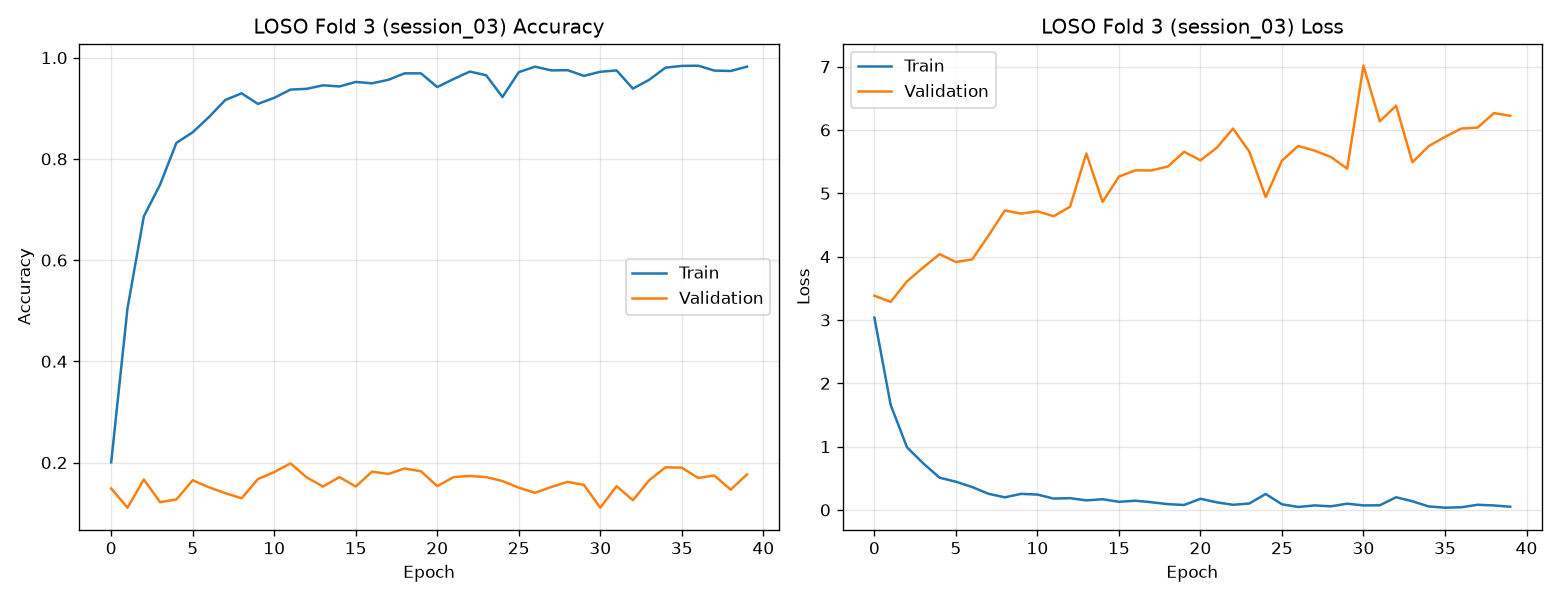 LOSO Fold 3 (session_03) Accuracy
1.0
0.8
0.6
0.4
0.2
Accuracy
Train
Validation
0 5 10 15 20 25 30 35 40
Epoch
LOSO Fold 3 (session_03) Loss
Train
Validation
7
6
5
4
3
2
1
0
Loss
0 5 10 15 20 25 30 35 40
Epoch